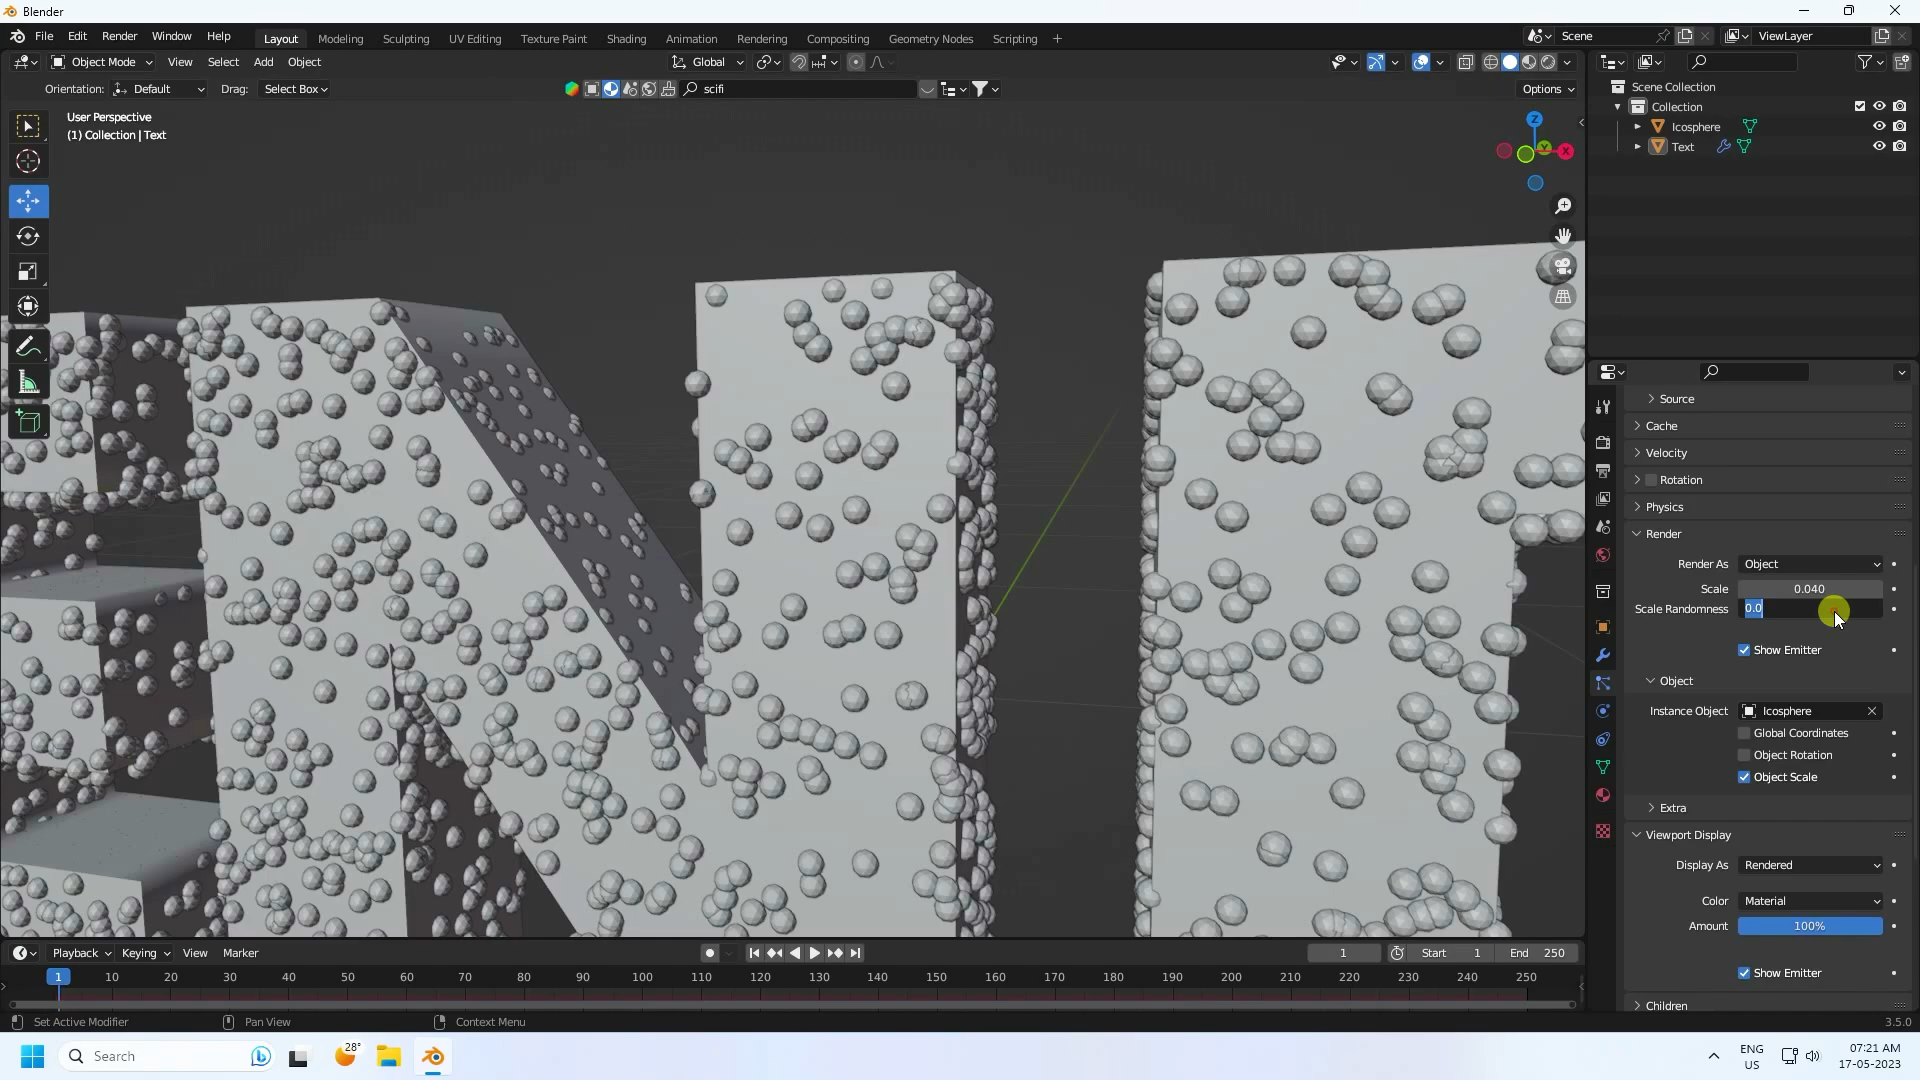 Blender
File Edit Render Window Help Layout Modeling Sculpting UV Editing Texture Paint Shading Animation Rendering Compositing Geometry Nodes Scripting + Scene ViewLayer
Object Mode View Select Add Object Global
Orientation: Default Drag: Select Box scifi Options
User Perspective
(1) Collection | Text
Z
Y
X
Scene Collection
Collection
Icosphere
Text
Source
Cache
Velocity
Rotation
Physics
Render
Render As Object
Scale 0.040
Scale Randomness 0.0
Show Emitter
Object
Instance Object Icosphere
Global Coordinates
Object Rotation
Object Scale
Extra
Viewport Display
Display As Rendered
Color Material
Amount 100%
Show Emitter
Children
Playback Keying View Marker 1 Start 1 End 250
1 10 20 30 40 50 60 70 80 90 100 110 120 130 140 150 160 170 180 190 200 210 220 230 240 250
Set Active Modifier Pan View Context Menu 3.5.0
Search 28° ENG US 07:21 AM
17-05-2023